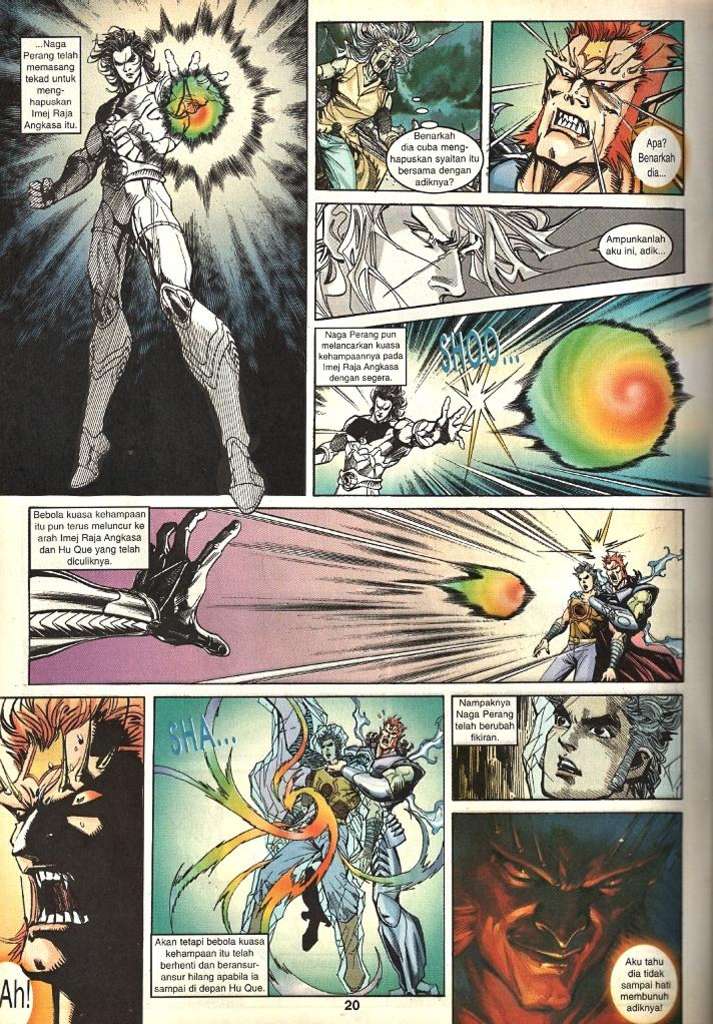 ...Naga
Perang telah
memasang
tekad untuk
meng-
hapuskan
Imej Raja
Angkasa itu.
Benarkah
dia cuba meng-
hapuskan syaitan itu
bersama dengan
adiknya?
Apa?
Benarkah
dia...
Ampunkanlah
aku ini, adik...
Naga Perang pun
melancarkan kuasa
kehampaannya pada
Imej Raja Angkasa
dengan segera.
SHOO...
Bebola kuasa kehampaan
itu pun terus meluncur ke
arah Imej Raja Angkasa
dan Hu Que yang telah
diculiknya.
Ah!
SHA...
Akan tetapi bebola kuasa
kehampaan itu telah
berhenti dan beransur-
ansur hilang apabila ia
sampai di depan Hu Que.
Nampaknya
Naga Perang
telah berubah
fikiran.
Aku tahu
dia tidak
sampai hati
membunuh
adiknya!
20